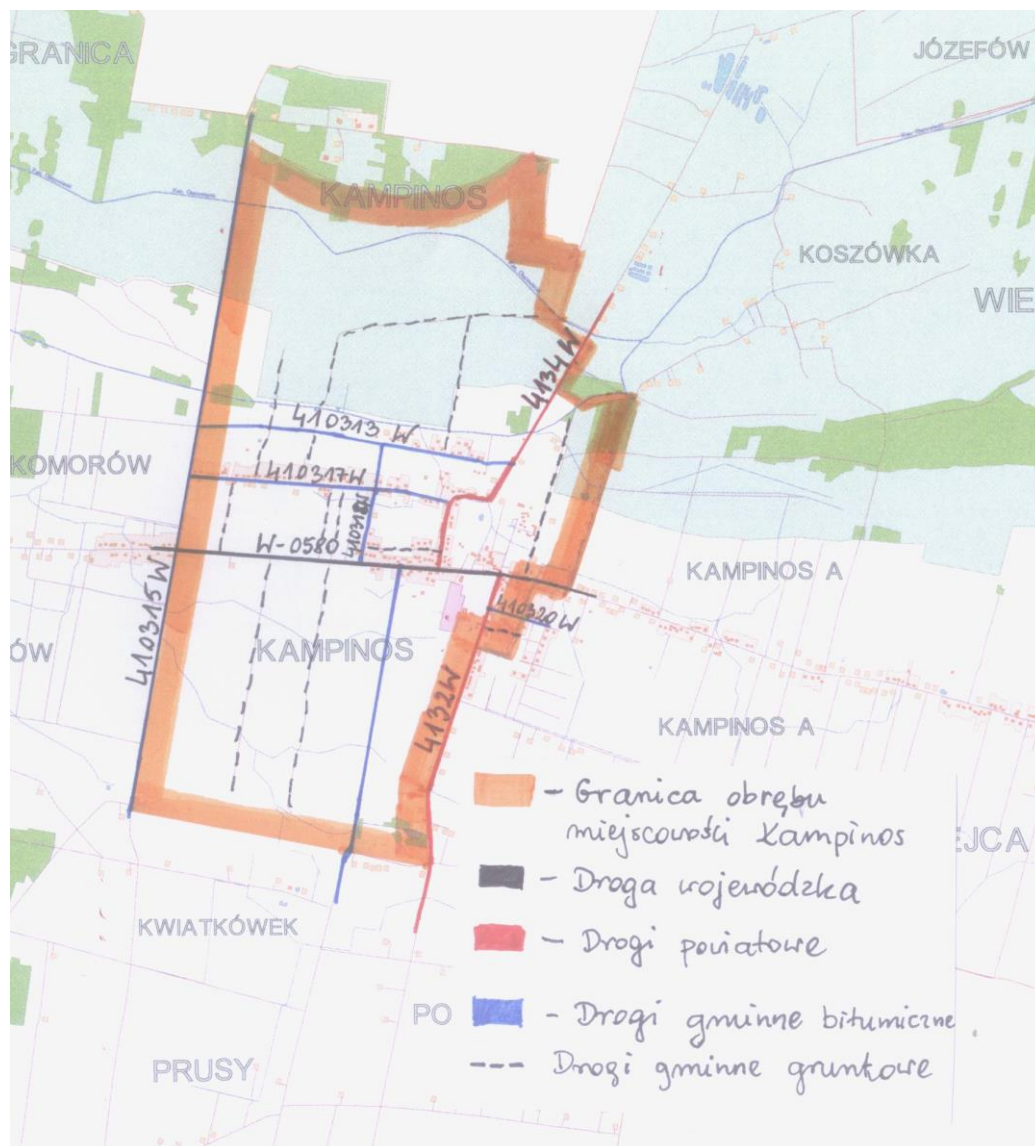 GRANICA
JÓZEFÓW
KAMPINOS
KOSZÓWKA
WIE
4134W
410313 W
KOMORÓW
410317W
W-0580
KAMPINOS A
410315W
410320W
ÓW
KAMPINOS
4132W
KAMPINOS A
- Granica obrębu
miejscowości Kampinos
EJCA
- Droga wojewódzka
KWIATKÓWEK
- Drogi powiatowe
PO
- Drogi gminne bitumiczne
PRUSY
Drogi gminne gruntowe